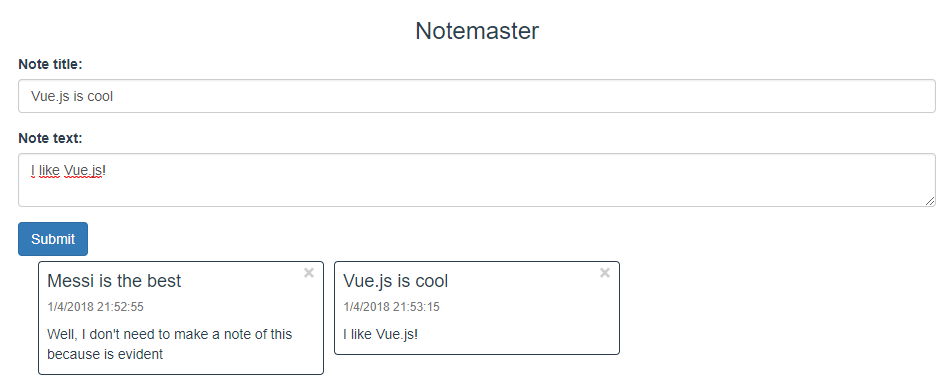 Notemaster
Note title:
Vue.js is cool
Note text:
I like Vue.js!
Submit
Messi is the best
×
1/4/2018 21:52:55
Well, I don't need to make a note of this
because is evident
Vue.js is cool
×
1/4/2018 21:53:15
I like Vue.js!